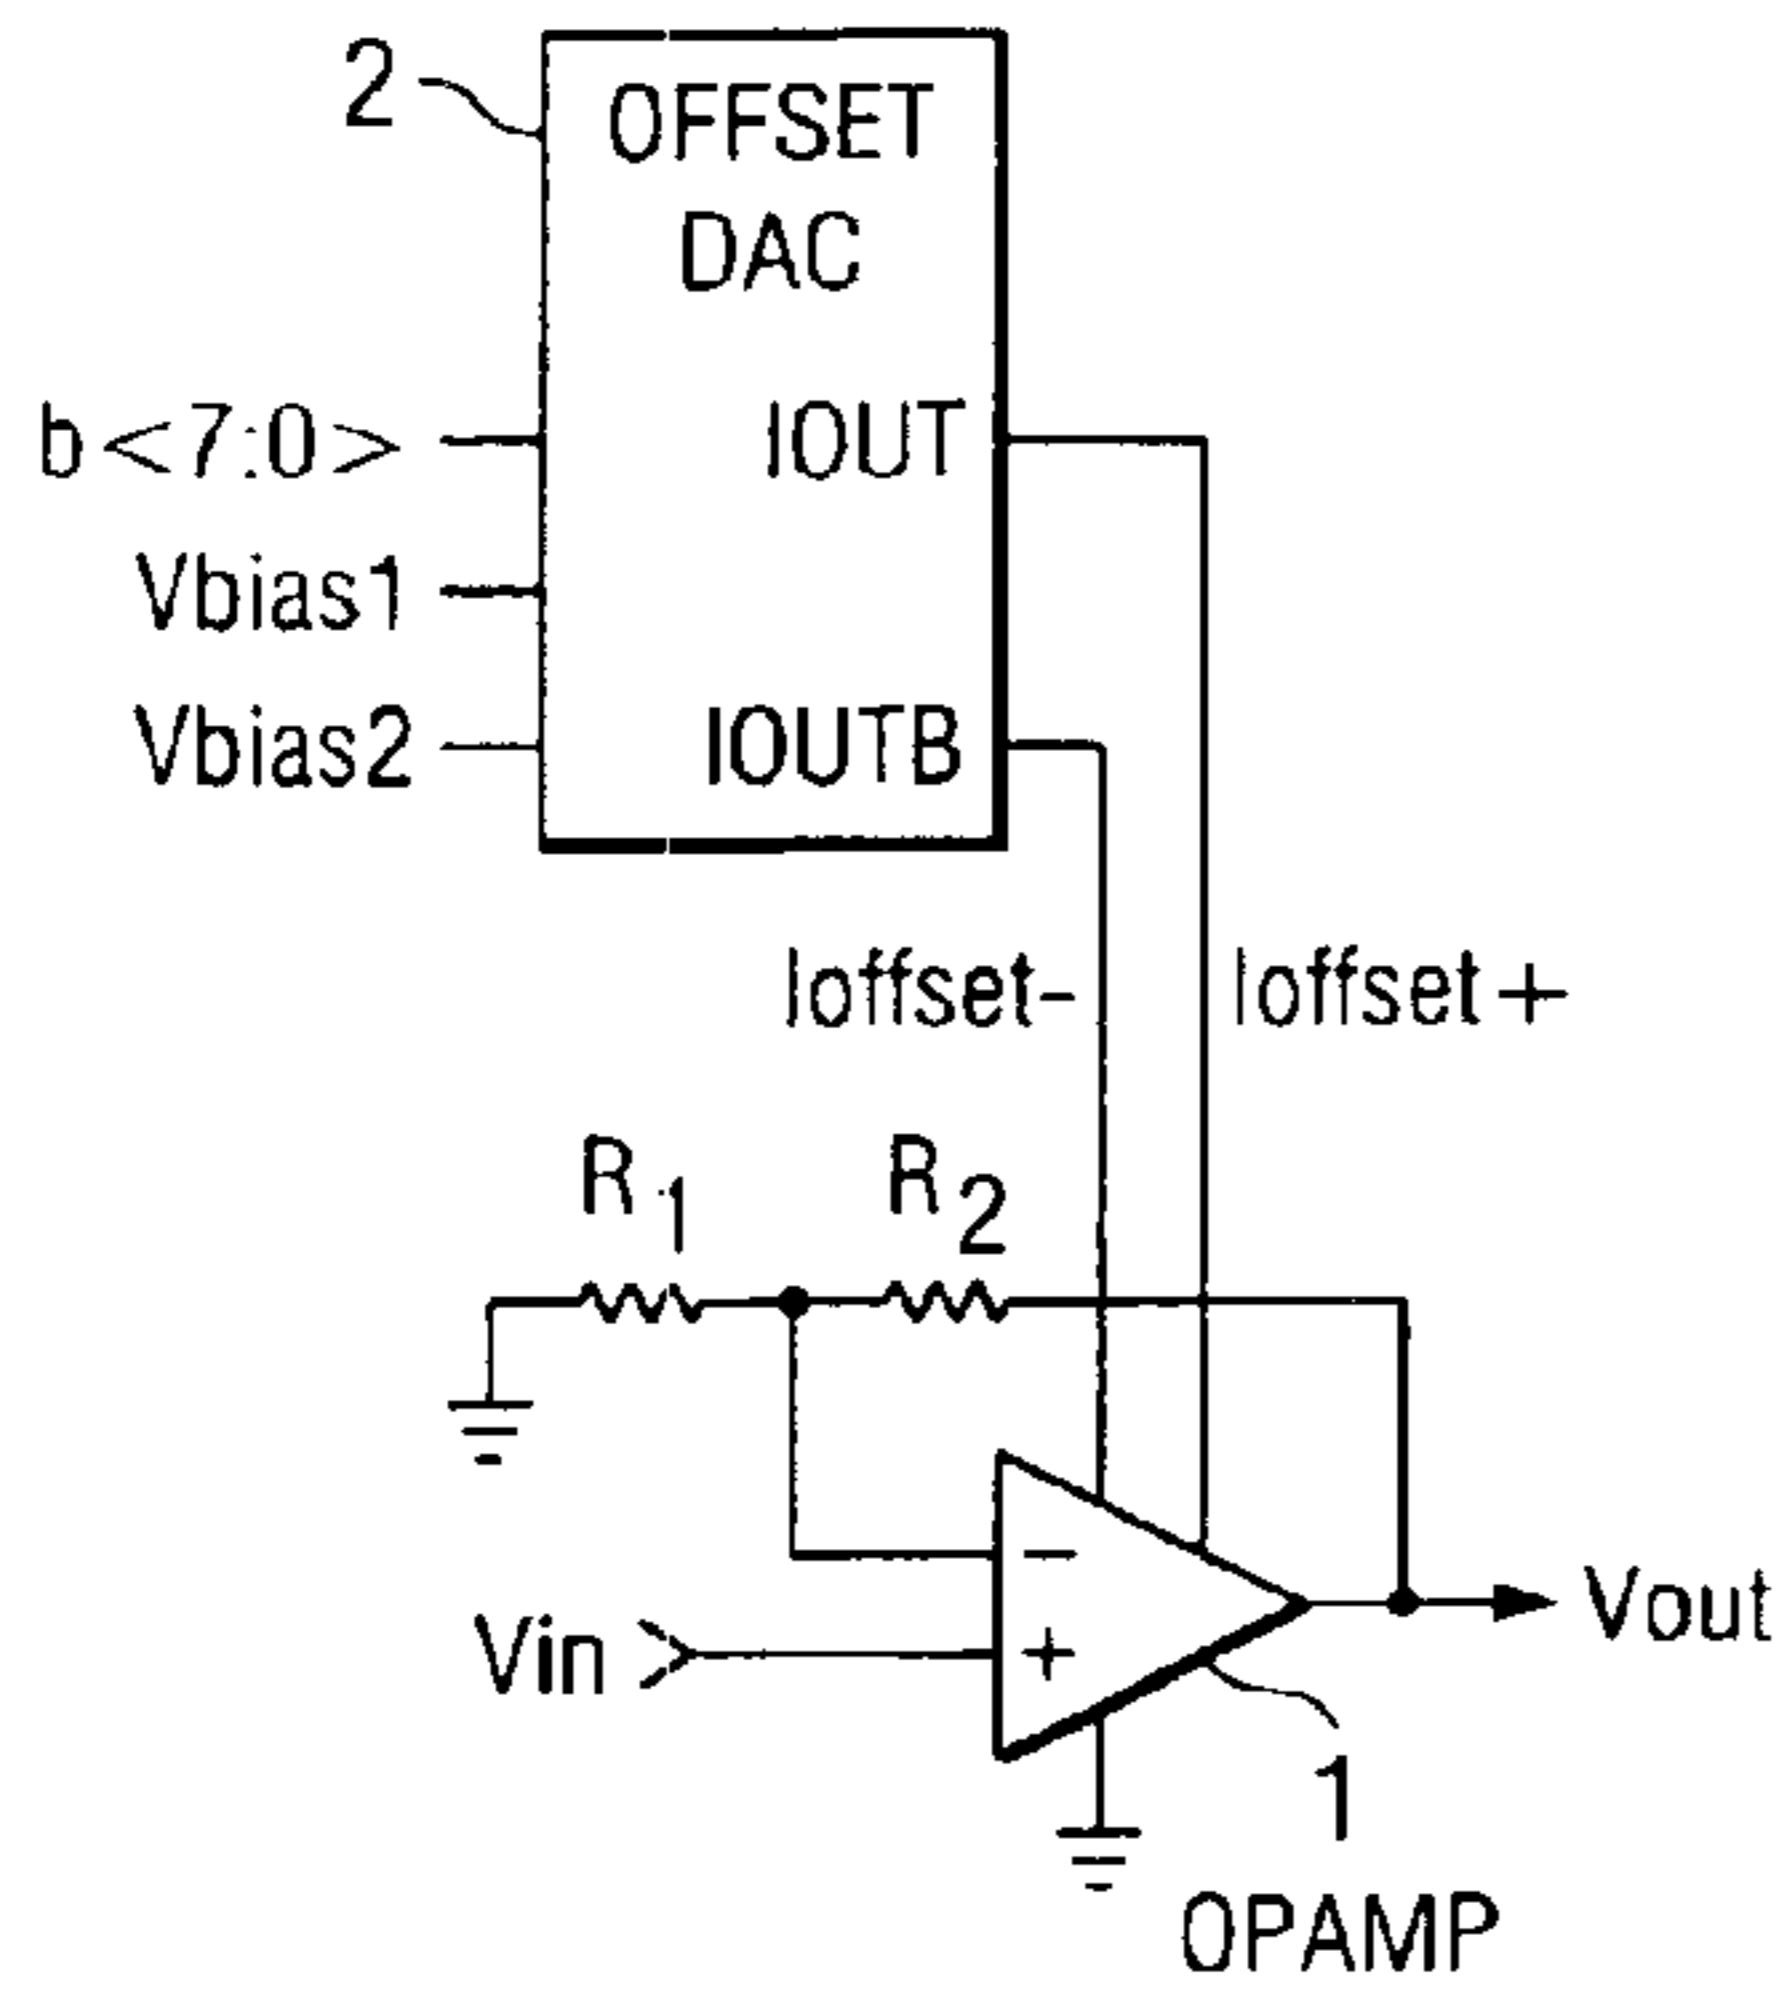 2
OFFSET
DAC
b<7:0>
IOUT
Vbias1
Vbias2
IOUTB
Ioffset-
Ioffset+
R1
R2
−
Vin
+
Vout
1
OPAMP